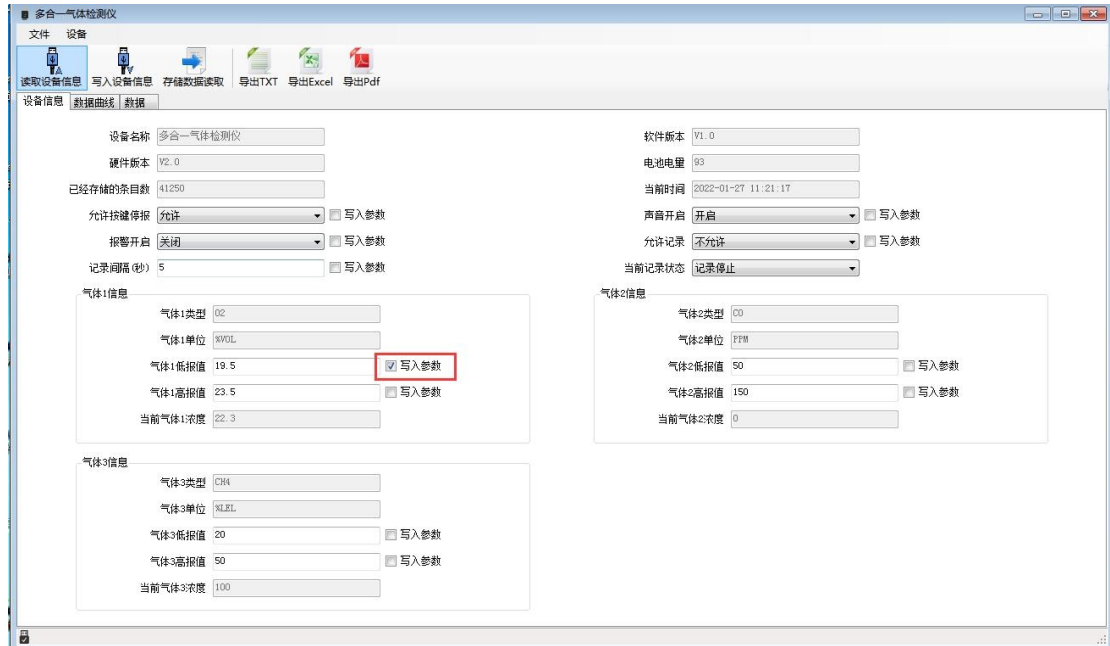 多合一气体检测仪
文件 设备
读取设备信息 写入设备信息 存储数据读取 导出TXT 导出Excel 导出Pdf
设备信息 数据曲线 数据
设备名称 多合一气体检测仪 软件版本 V1.0
硬件版本 V2.0 电池电量 93
已经存储的条目数 41250 当前时间 2022-01-27 11:21:17
允许按键停报 允许 写入参数 声音开启 开启 写入参数
报警开启 关闭 写入参数 允许记录 不允许 写入参数
记录间隔(秒) 5 写入参数 当前记录状态 记录停止
气体1信息 气体2信息
气体1类型 O2 气体2类型 CO
气体1单位 %VOL 气体2单位 PPM
气体1低报值 19.5 写入参数 气体2低报值 50 写入参数
气体1高报值 23.5 写入参数 气体2高报值 150 写入参数
当前气体1浓度 22.3 当前气体2浓度 0
气体3信息
气体3类型 CH4
气体3单位 %LEL
气体3低报值 20 写入参数
气体3高报值 50 写入参数
当前气体3浓度 100